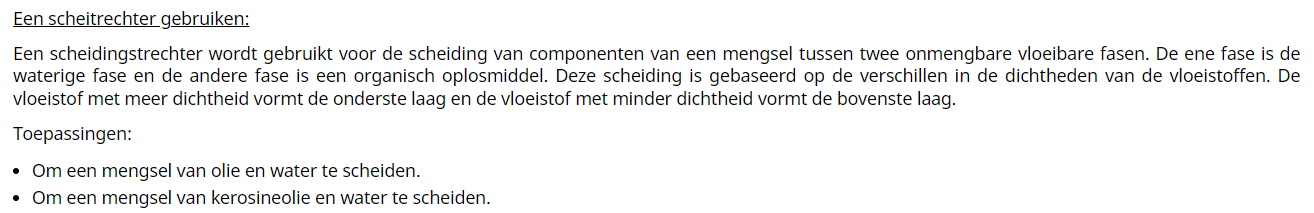 Een scheitrechter gebruiken:
Een scheidingstrechter wordt gebruikt voor de scheiding van componenten van een mengsel tussen twee onmengbare vloeibare fasen. De ene fase is de
waterige fase en de andere fase is een organisch oplosmiddel. Deze scheiding is gebaseerd op de verschillen in de dichtheden van de vloeistoffen. De
vloeistof met meer dichtheid vormt de onderste laag en de vloeistof met minder dichtheid vormt de bovenste laag.
Toepassingen:
• Om een mengsel van olie en water te scheiden.
• Om een mengsel van kerosineolie en water te scheiden.